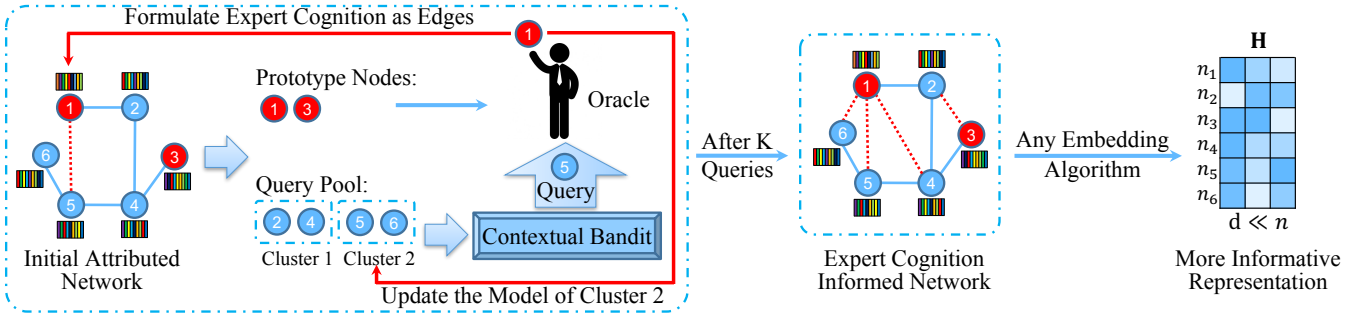 Formulate Expert Cognition as Edges
1
1
2
6
3
5
4
Initial Attributed
Network
Prototype Nodes:
1 3
Oracle
5
Query
Query Pool:
2 4 5 6
Cluster 1 Cluster 2
Contextual Bandit
Update the Model of Cluster 2
After K
Queries
1
2
6
3
5
4
Expert Cognition
Informed Network
Any Embedding
Algorithm
H
n1
n2
n3
n4
n5
n6
d ≪ n
More Informative
Representation